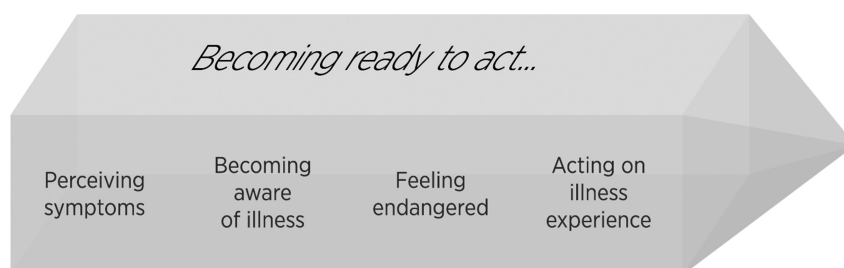 Becoming ready to act...
Perceiving
symptoms
Becoming
aware
of illness
Feeling
endangered
Acting on
illness
experience